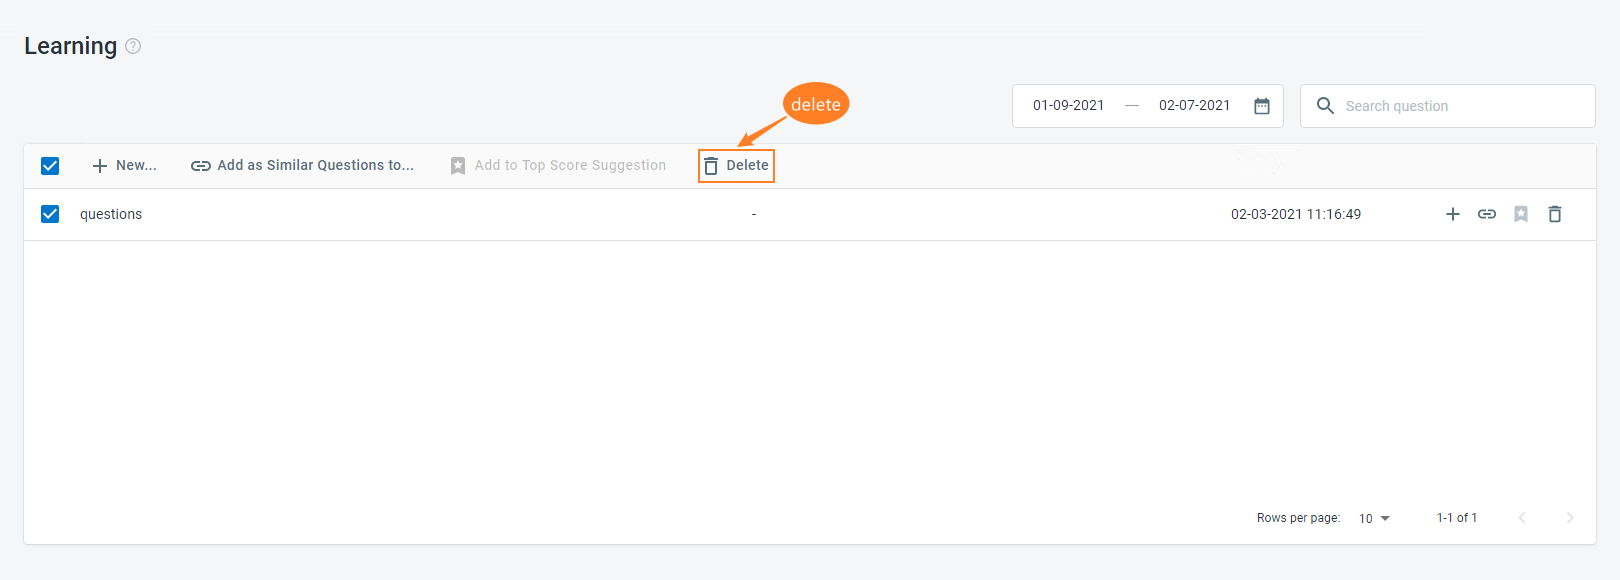 Learning
delete
01-09-2021 — 02-07-2021
Search question
New... Add as Similar Questions to... Add to Top Score Suggestion Delete
questions - 02-03-2021 11:16:49
Rows per page: 10 1-1 of 1